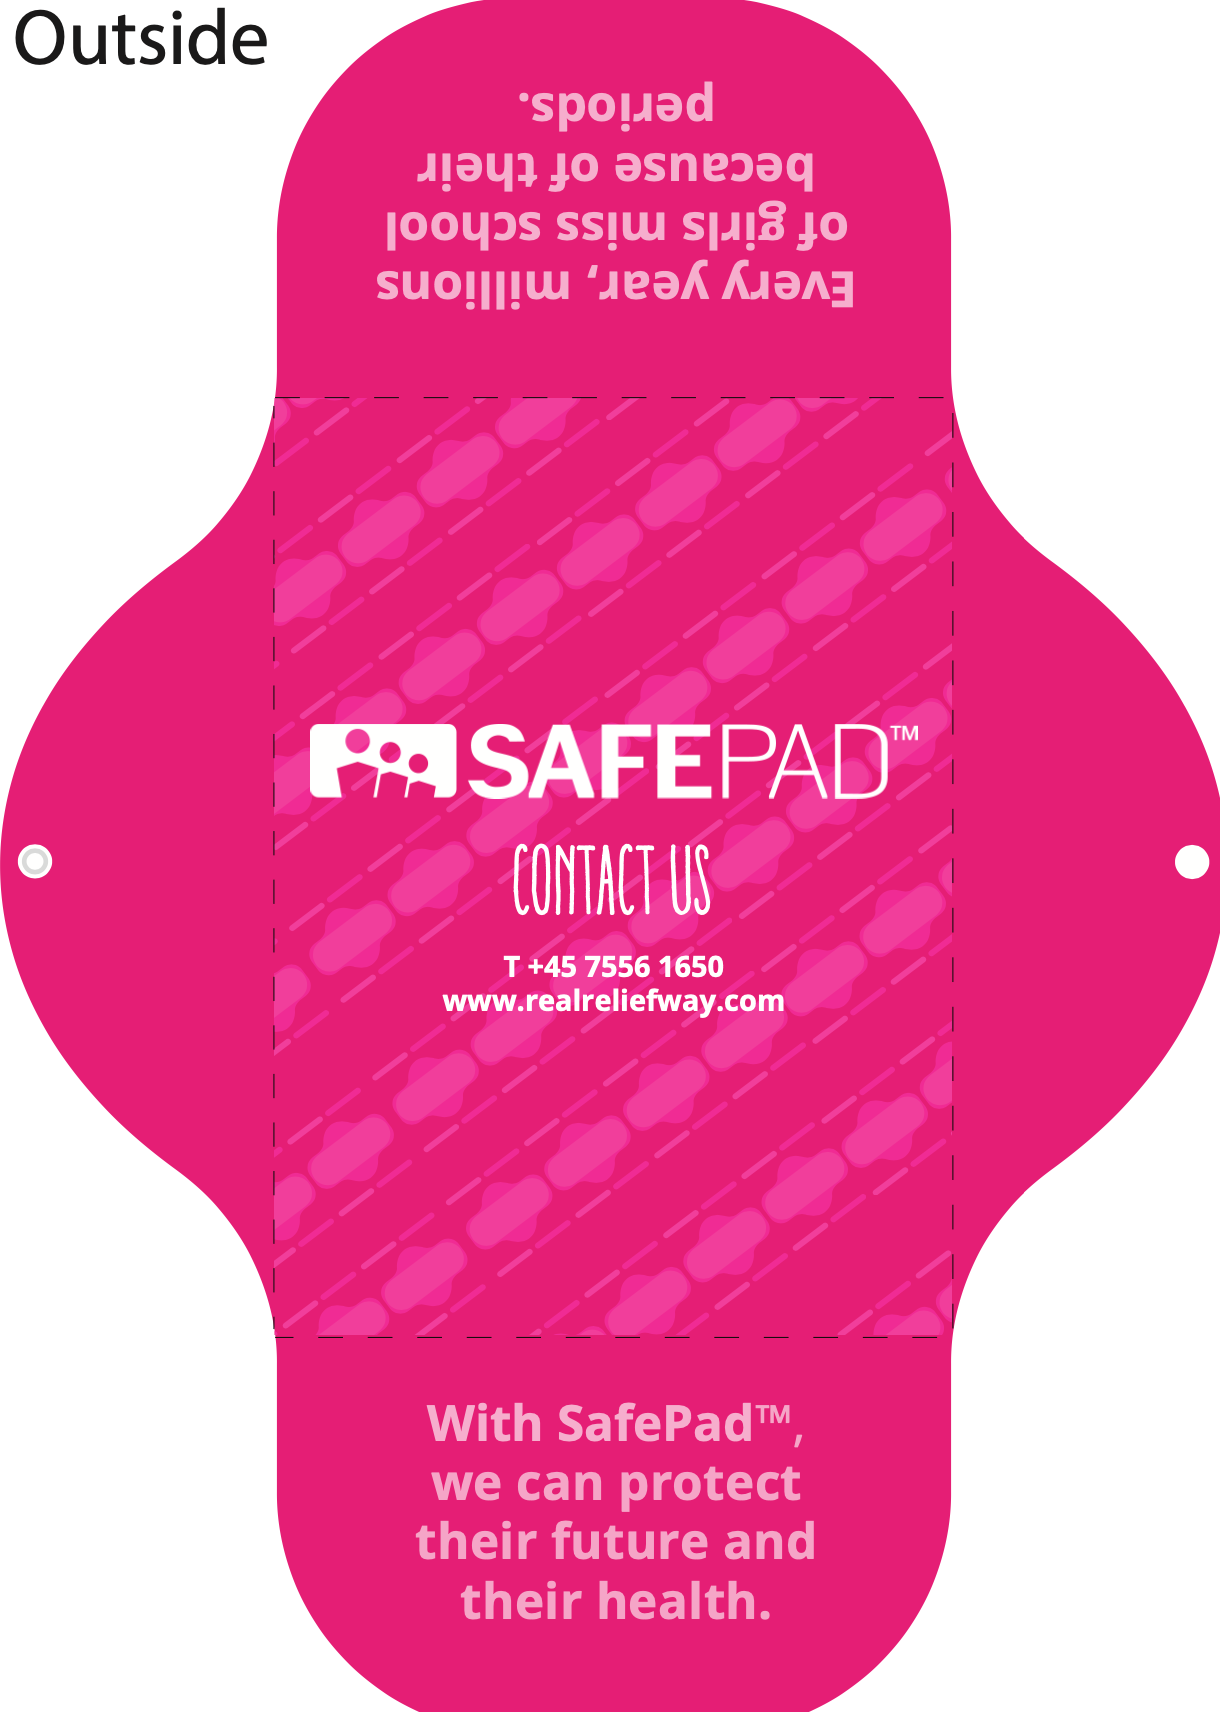 Outside
Every year, millions
of girls miss school
because of their
periods.
SAFEPAD™
CONTACT US
T +45 7556 1650
www.realreliefway.com
With SafePad™,
we can protect
their future and
their health.